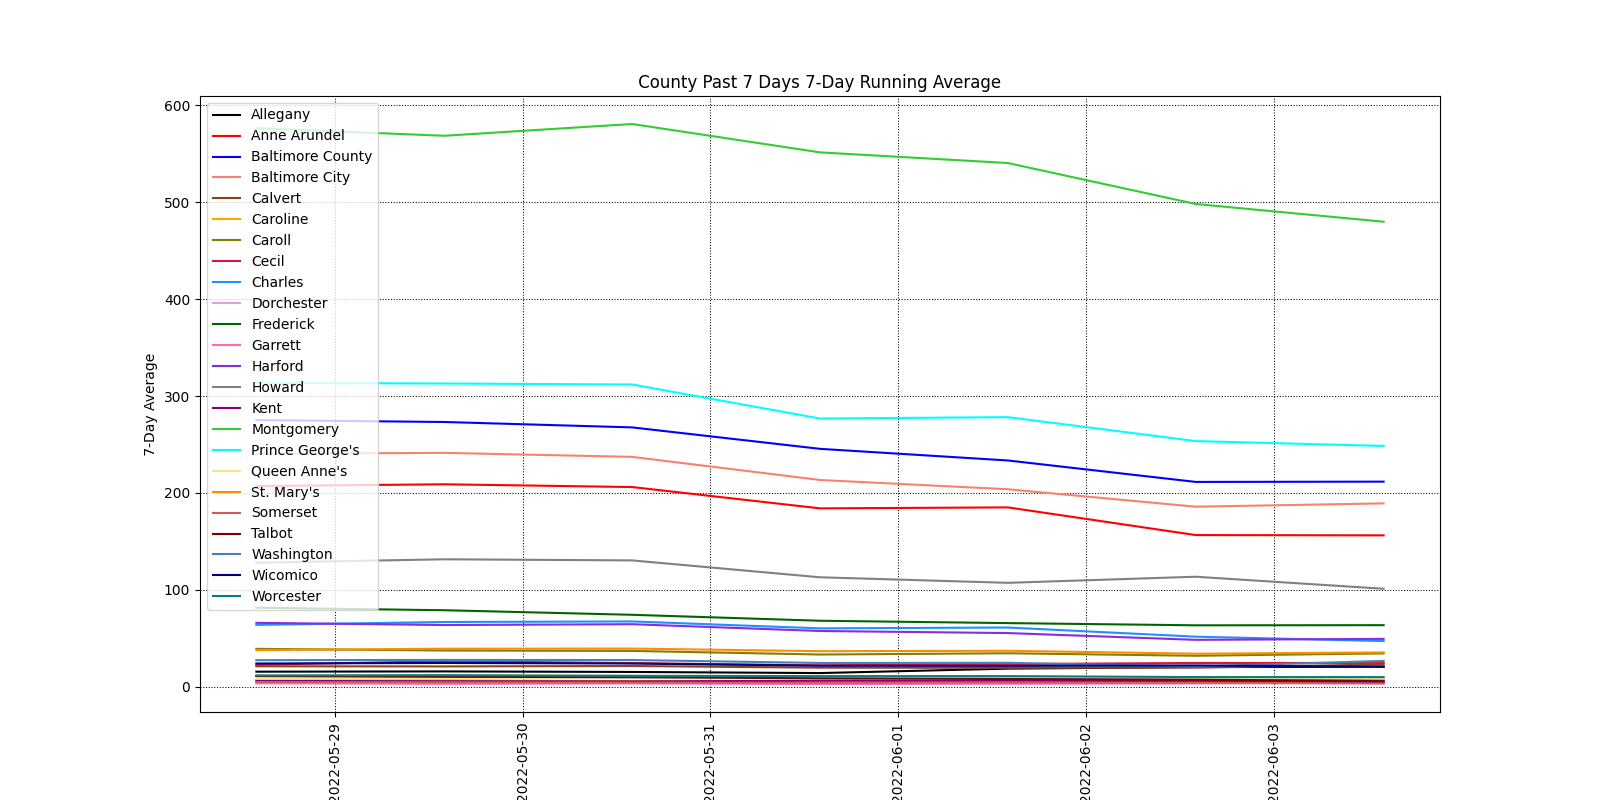 County Past 7 Days 7-Day Running Average
600
500
400
300
200
100
0
7-Day Average
Allegany
Anne Arundel
Baltimore County
Baltimore City
Calvert
Caroline
Caroll
Cecil
Charles
Dorchester
Frederick
Garrett
Harford
Howard
Kent
Montgomery
Prince George's
Queen Anne's
St. Mary's
Somerset
Talbot
Washington
Wicomico
Worcester
2022-05-29
2022-05-30
2022-05-31
2022-06-01
2022-06-02
2022-06-03